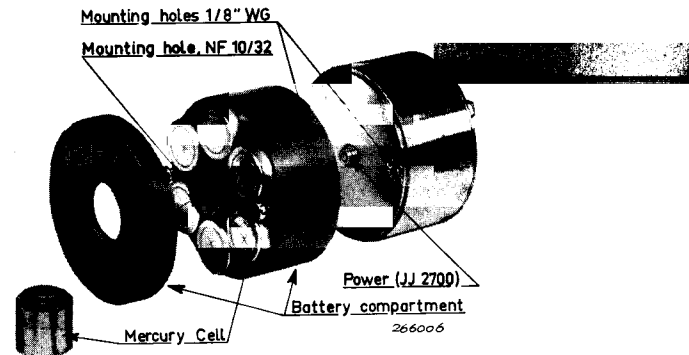 Mounting holes 1/8" WG
Mounting hole, NF 10/32
Power (JJ 2700)
Battery compartment
266006
Mercury Cell